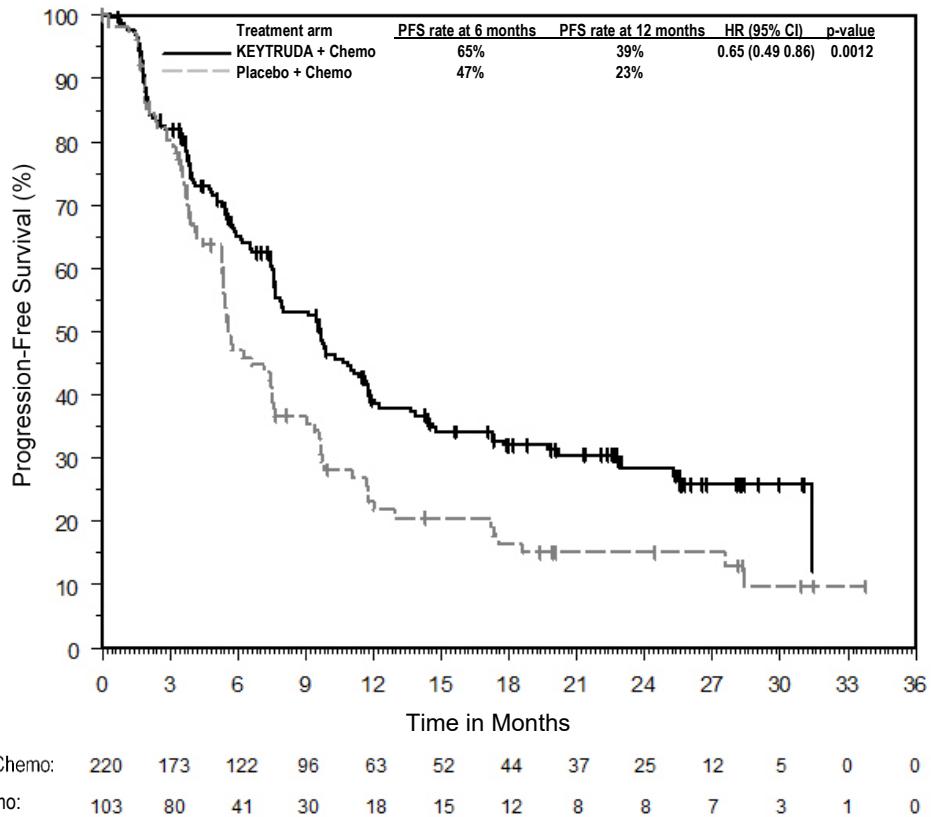 Treatment arm PFS rate at 6 months PFS rate at 12 months HR (95% CI) p-value
KEYTRUDA + Chemo 65% 39% 0.65 (0.49 0.86) 0.0012
Placebo + Chemo 47% 23%
100
90
80
70
60
50
40
30
20
10
0
Progression-Free Survival (%)
0 3 6 9 12 15 18 21 24 27 30 33 36
Time in Months
Chemo: 220 173 122 96 63 52 44 37 25 12 5 0 0
mo: 103 80 41 30 18 15 12 8 8 7 3 1 0